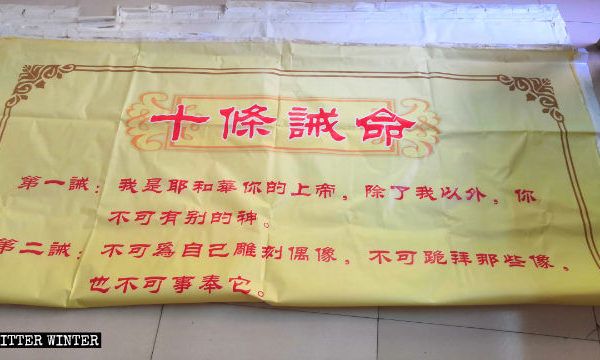 十條誡命
第一誡：我是耶和華你的上帝，除了我以外，你
不可有别的神。
第二誡：不可為自己雕刻偶像，不可跪拜那些像，
也不可事奉它。
ITTER WINTER